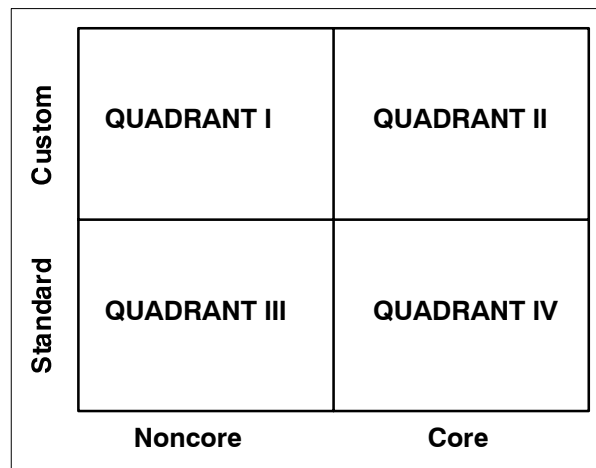 Custom
QUADRANT I
QUADRANT II
Standard
QUADRANT III
QUADRANT IV
Noncore
Core